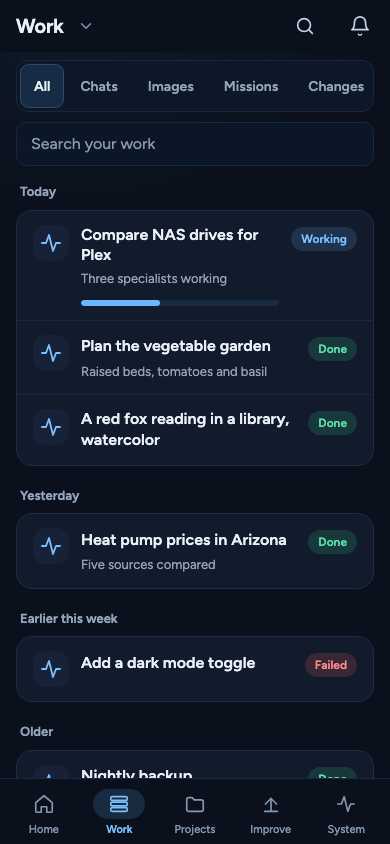 Work
All
Chats
Images
Missions
Changes
Search your work
Today
Compare NAS drives for
Plex
Working
Three specialists working
Plan the vegetable garden
Done
Raised beds, tomatoes and basil
A red fox reading in a library,
watercolor
Done
Yesterday
Heat pump prices in Arizona
Done
Five sources compared
Earlier this week
Add a dark mode toggle
Failed
Older
Nightly backup
Done
Home
Work
Projects
Improve
System